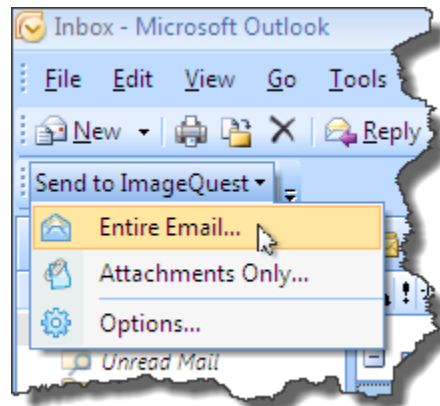 Inbox - Microsoft Outlook
File Edit View Go Tools
New Reply
Send to ImageQuest
Entire Email...
Attachments Only...
Options...
Unread Mail